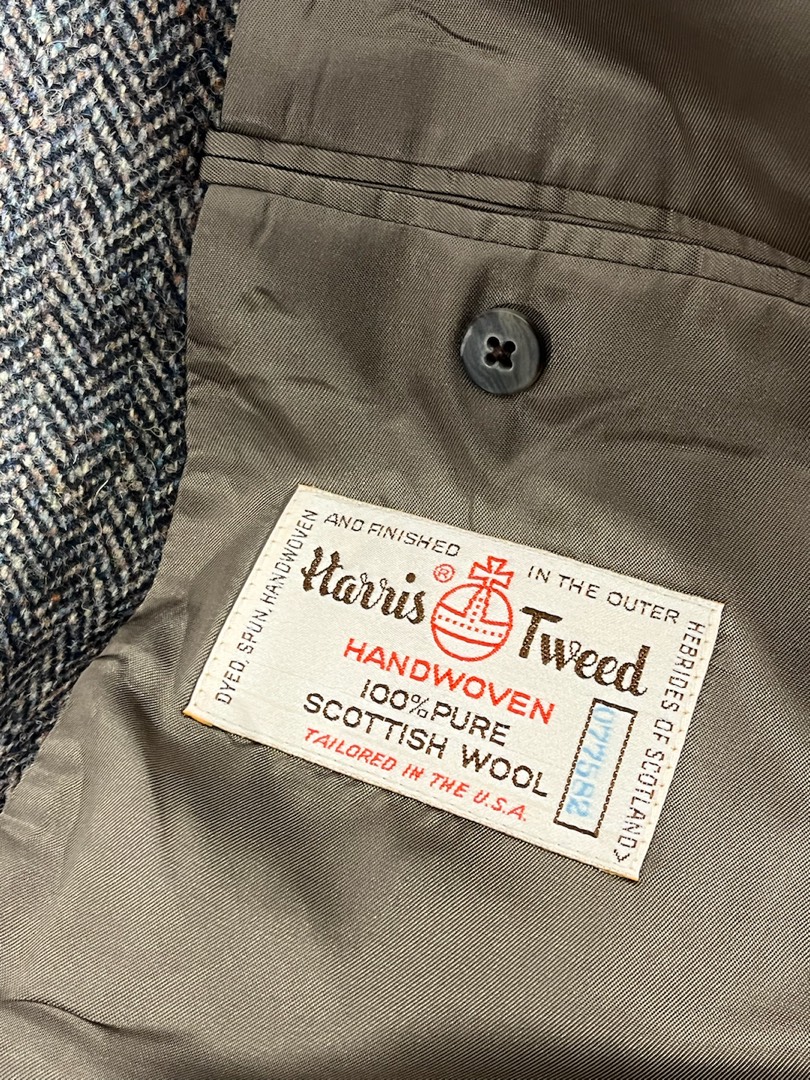 DYED, SPUN, HANDWOVEN
AND FINISHED
IN THE OUTER
HEBRIDES OF SCOTLAND>
Harris ® Tweed
HANDWOVEN
100% PURE
SCOTTISH WOOL
TAILORED IN THE U.S.A.
077582